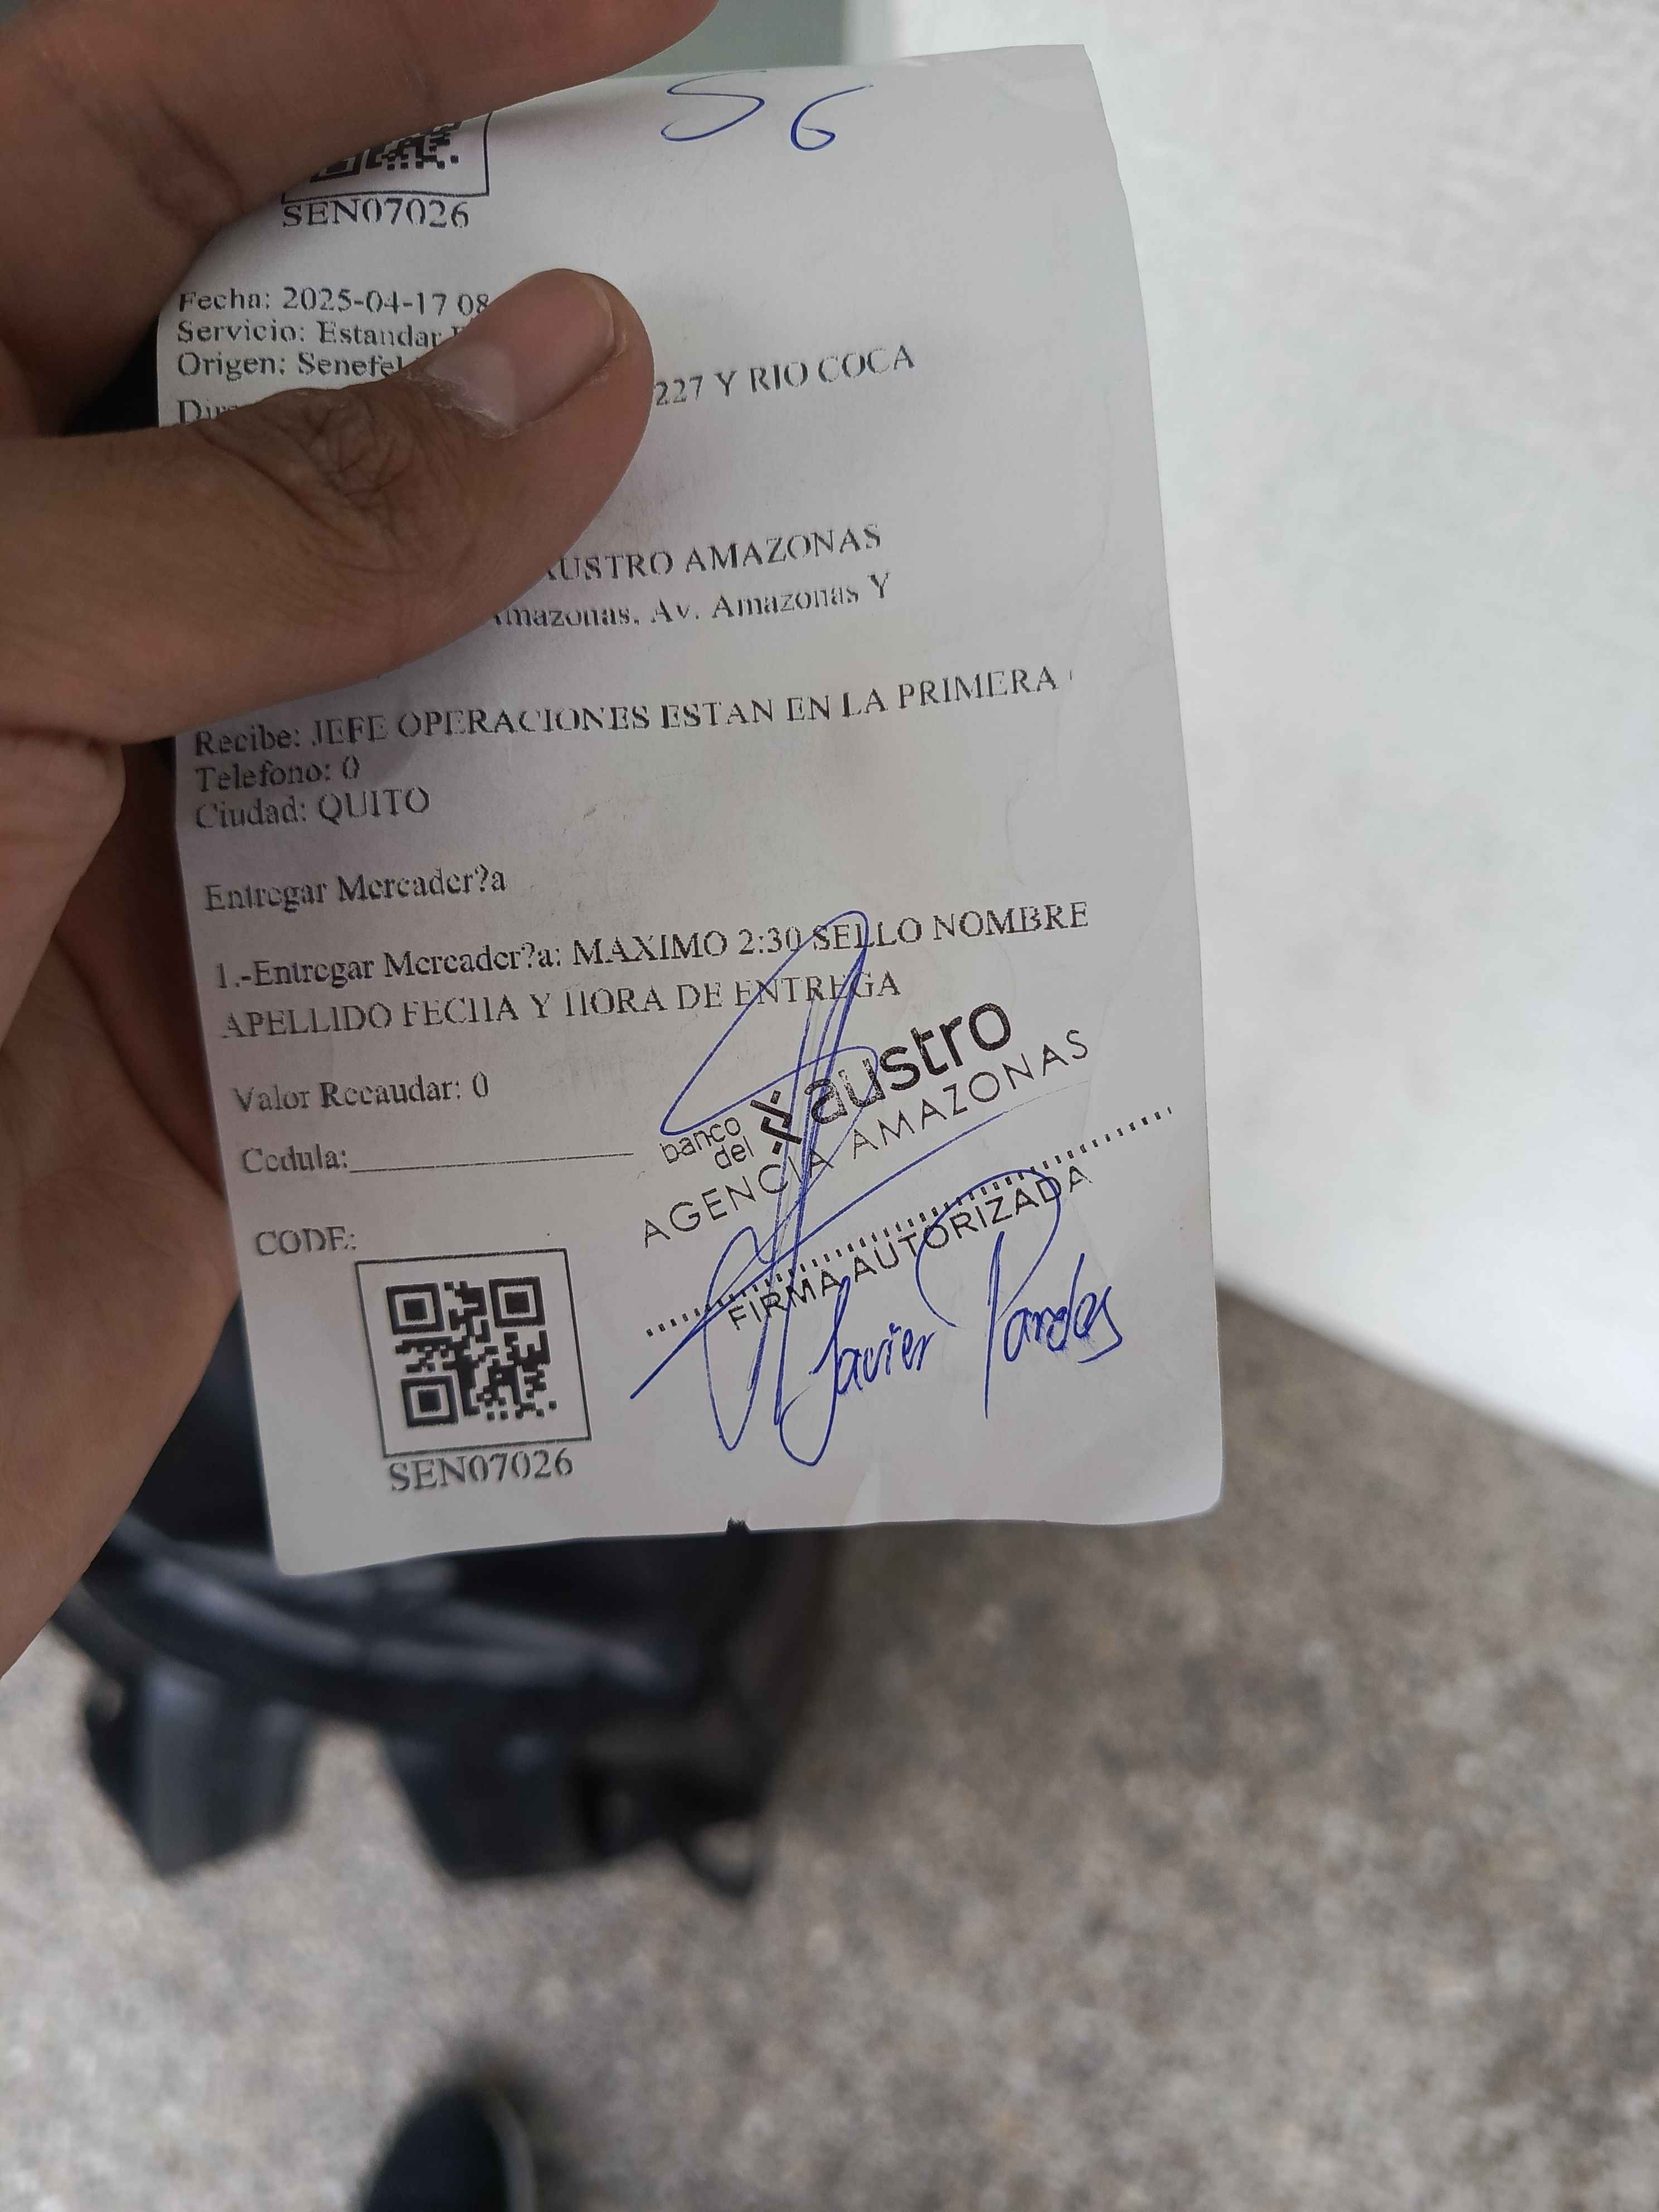 S6
SEN07026
Fecha: 2025-04-17 08
Servicio: Estandar
Origen: Senefel
227 Y RIO COCA
AUSTRO AMAZONAS
Amazonas, Av. Amazonas Y
Recibe: JEFE OPERACIONES ESTAN EN LA PRIMERA
Telefono: 0
Ciudad: QUITO
Entregar Mercader?a
1.-Entregar Mercader?a: MAXIMO 2:30 SELLO NOMBRE
APELLIDO FECHA Y HORA DE ENTREGA
Valor Recaudar: 0
banco del austro
AGENCIA AMAZONAS
Cedula:
FIRMA AUTORIZADA
CODE:
Javier Paredes
SEN07026